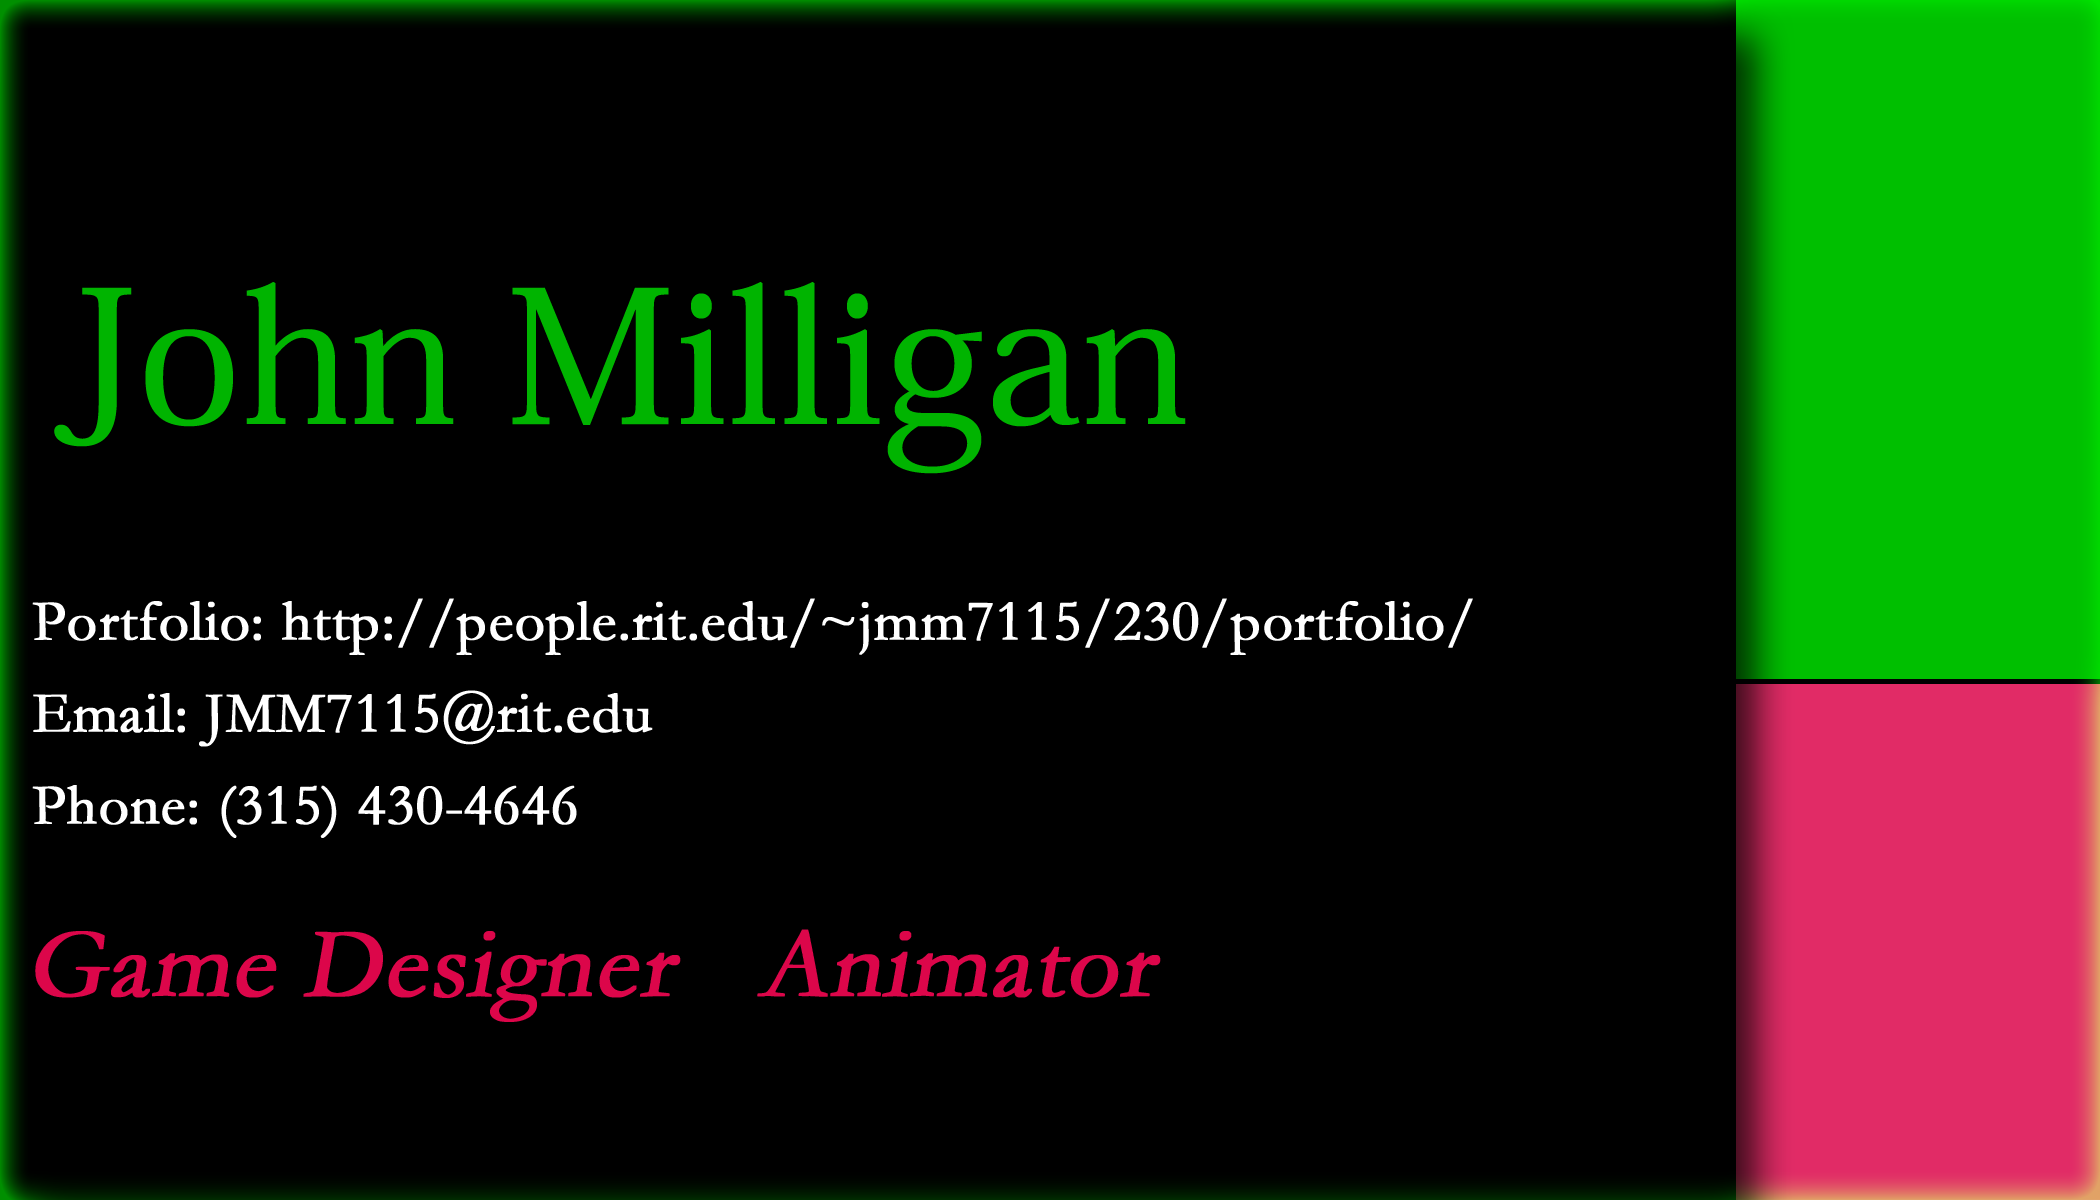 John Milligan
Portfolio: http://people.rit.edu/~jmm7115/230/portfolio/
Email: JMM7115@rit.edu
Phone: (315) 430-4646
Game Designer Animator